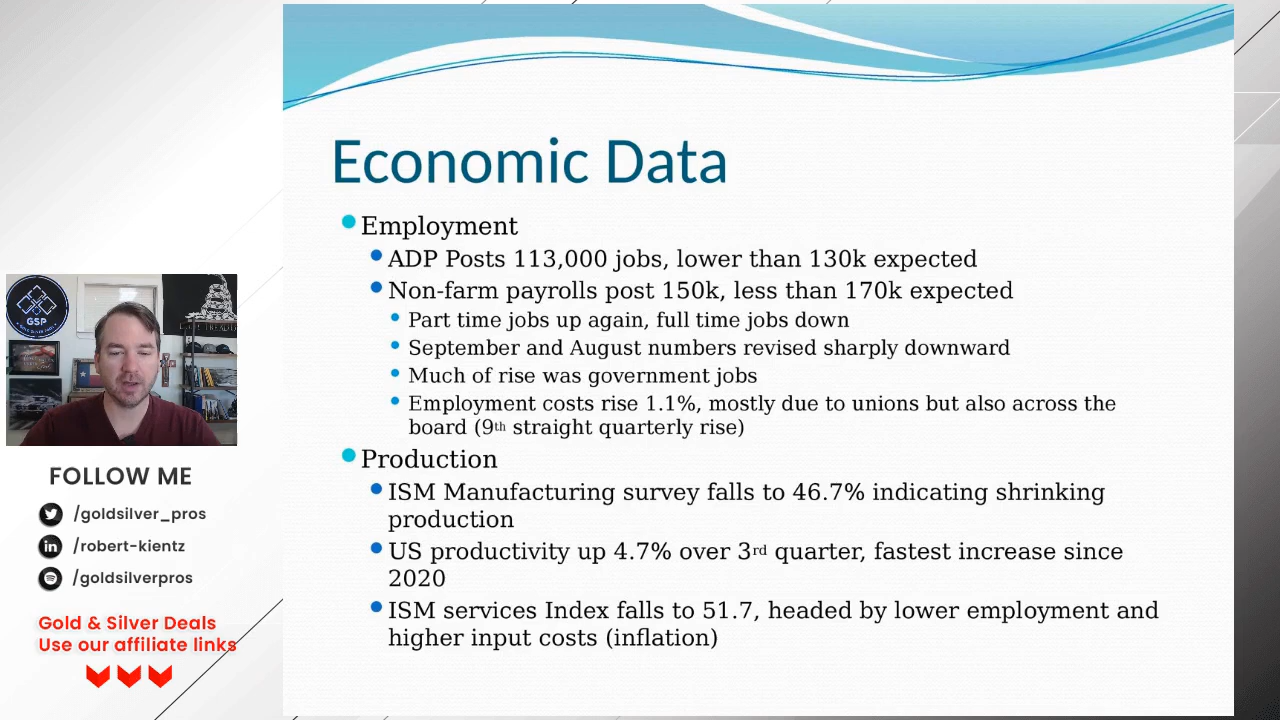 Economic Data
Employment
ADP Posts 113,000 jobs, lower than 130k expected
Non-farm payrolls post 150k, less than 170k expected
Part time jobs up again, full time jobs down
September and August numbers revised sharply downward
Much of rise was government jobs
Employment costs rise 1.1%, mostly due to unions but also across the
board (9th straight quarterly rise)
Production
ISM Manufacturing survey falls to 46.7% indicating shrinking
production
US productivity up 4.7% over 3rd quarter, fastest increase since
2020
ISM services Index falls to 51.7, headed by lower employment and
higher input costs (inflation)
GSP
FOLLOW ME
/goldsilver_pros
/robert-kientz
/goldsilverpros
Gold & Silver Deals
Use our affiliate links